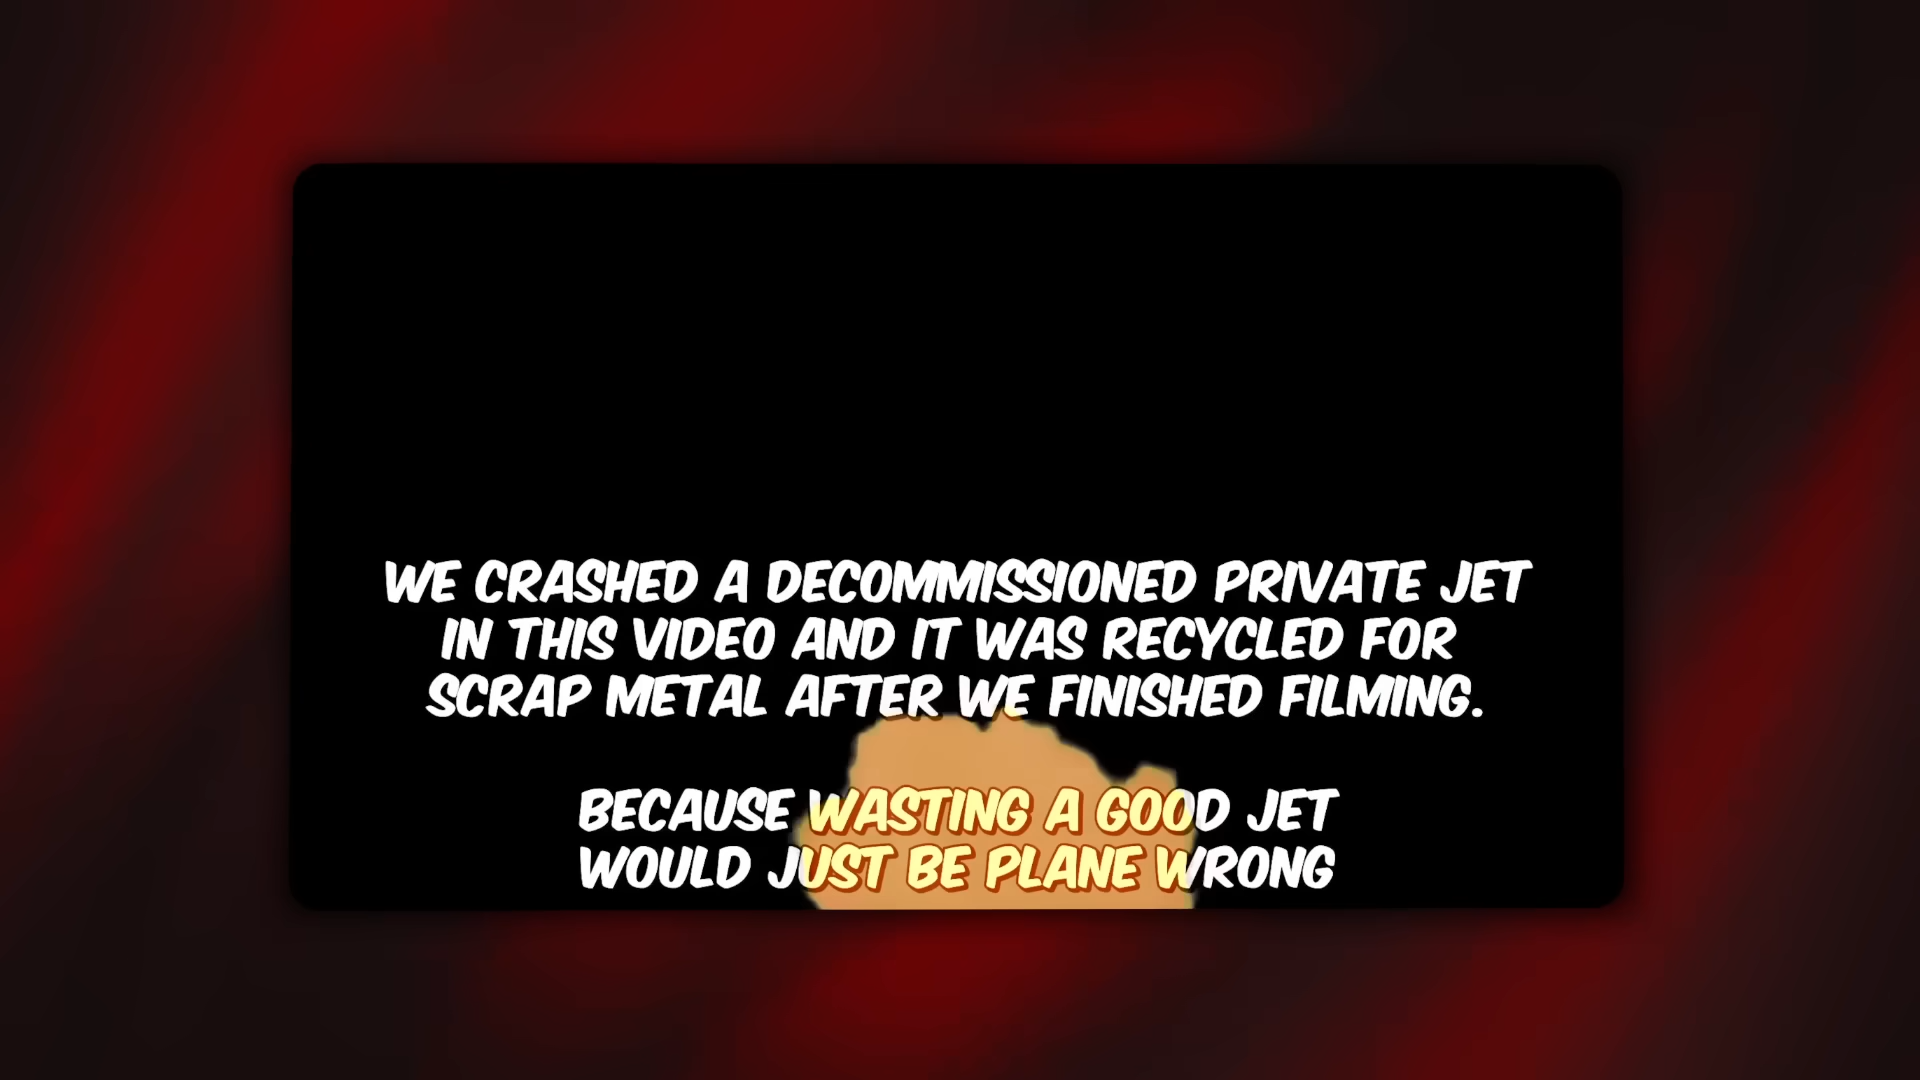 WE CRASHED A DECOMMISSIONED PRIVATE JET
IN THIS VIDEO AND IT WAS RECYCLED FOR
SCRAP METAL AFTER WE FINISHED FILMING.
BECAUSE WASTING A GOOD JET
WOULD JUST BE PLANE WRONG